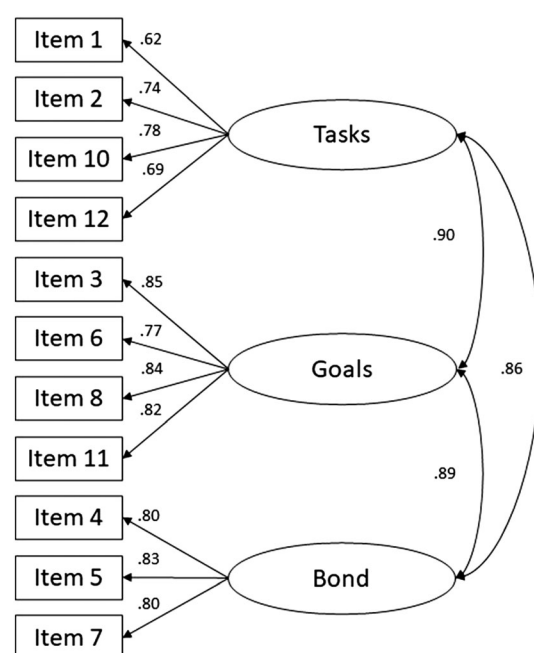 Item 1
.62
Item 2
.74
Item 10
.78
Item 12
.69
Tasks
.90
Item 3
.85
Item 6
.77
Item 8
.84
Item 11
.82
Goals
.86
.89
Item 4
.80
Item 5
.83
Item 7
.80
Bond